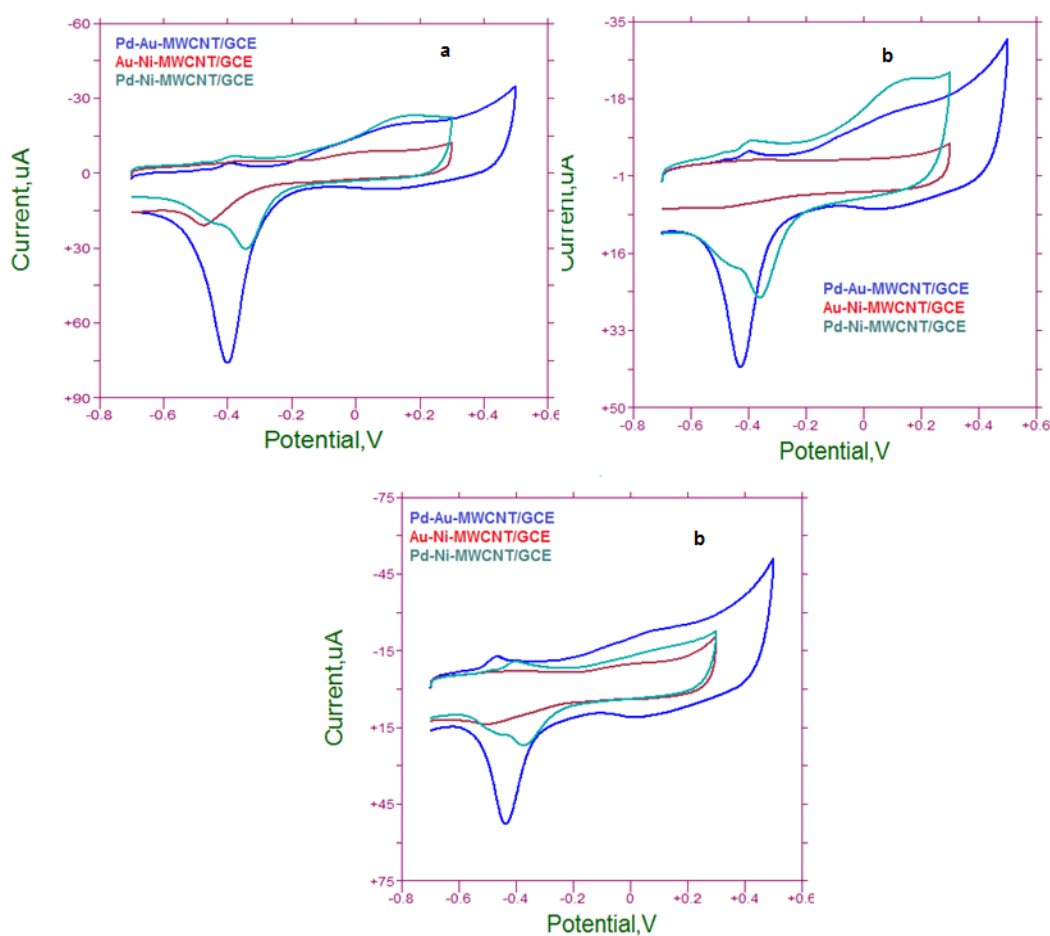 -60
-30
0
+30
+60
+90
-0.8
-0.6
-0.4
-0.2
0
+0.2
+0.4
+0.6
Current,uA
Potential,V
Pd-Au-MWCNT/GCE
Au-Ni-MWCNT/GCE
Pd-Ni-MWCNT/GCE
a
-35
-18
-1
+16
+33
+50
-0.8
-0.6
-0.4
-0.2
0
+0.2
+0.4
+0.6
Current,uA
Potential,V
b
Pd-Au-MWCNT/GCE
Au-Ni-MWCNT/GCE
Pd-Ni-MWCNT/GCE
-75
-45
-15
+15
+45
+75
-0.8
-0.6
-0.4
-0.2
0
+0.2
+0.4
+0.6
Current,uA
Potential,V
Pd-Au-MWCNT/GCE
Au-Ni-MWCNT/GCE
Pd-Ni-MWCNT/GCE
b